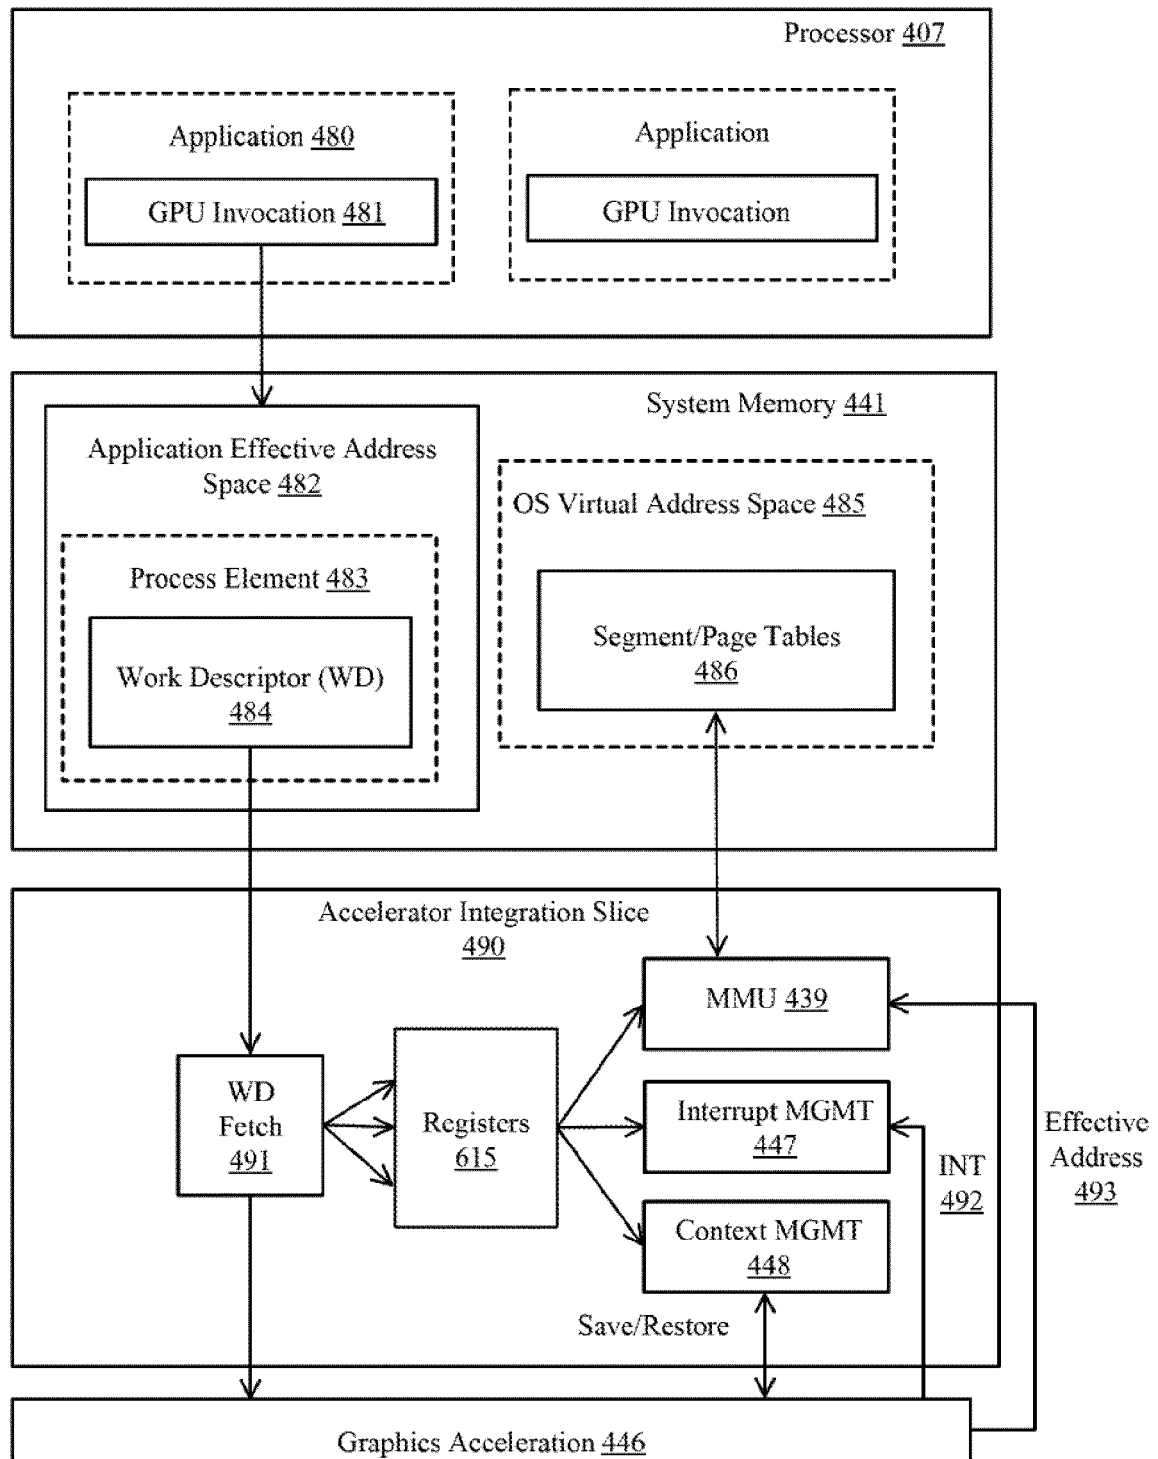 Processor 407
Application 480
Application
GPU Invocation 481
GPU Invocation
System Memory 441
Application Effective Address
Space 482
OS Virtual Address Space 485
Process Element 483
Segment/Page Tables
486
Work Descriptor (WD)
484
Accelerator Integration Slice
490
MMU 439
WD
Fetch
491
Registers
615
Interrupt MGMT
447
INT
492
Effective
Address
493
Context MGMT
448
Save/Restore
Graphics Acceleration 446